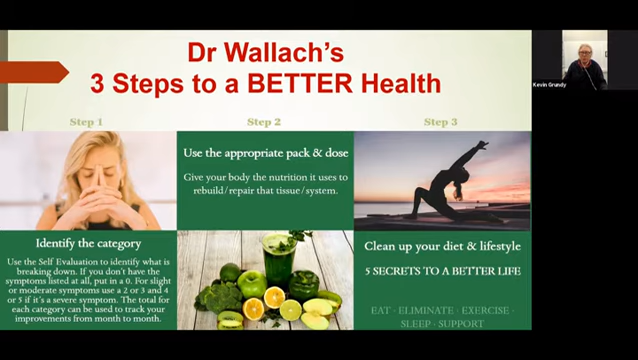 Dr Wallach's
3 Steps to a BETTER Health
Kevin Grundy
Step 1
Step 2
Step 3
Use the appropriate pack & dose
Give your body the nutrition it uses to
rebuild/repair that tissue/system.
Identify the category
Use the Self Evaluation to identify what is
breaking down. If you don't have the
symptoms listed at all, put in a 0. For slight
or moderate symptoms use a 2 or 3 and 4
or 5 if it's a severe symptom. The total for
each category can be used to track your
improvements from month to month.
Clean up your diet & lifestyle
5 SECRETS TO A BETTER LIFE
EAT · ELIMINATE · EXERCISE ·
SLEEP · SUPPORT